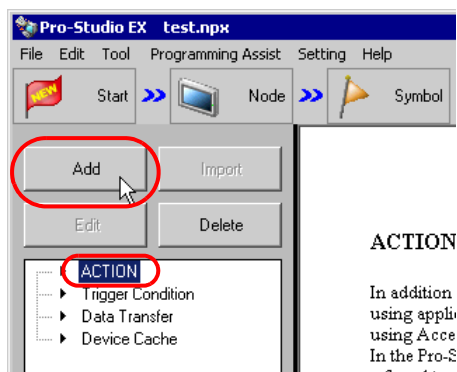 Pro-Studio EX test.npx
File Edit Tool Programming Assist Setting Help
NEW Start Node Symbol
Add Import
Edit Delete
ACTION
Trigger Condition
Data Transfer
Device Cache
ACTION
In addition
using appli
using Acce
In the Pro-S